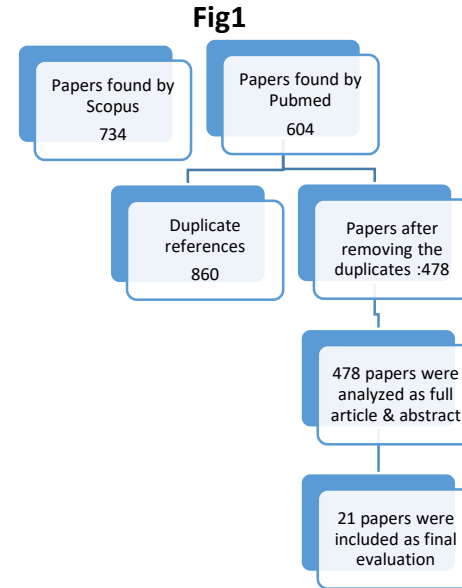 Fig1
Papers found by
Scopus
734
Papers found by
Pubmed
604
Duplicate
references
860
Papers after
removing the
duplicates :478
478 papers were
analyzed as full
article & abstract
21 papers were
included as final
evaluation